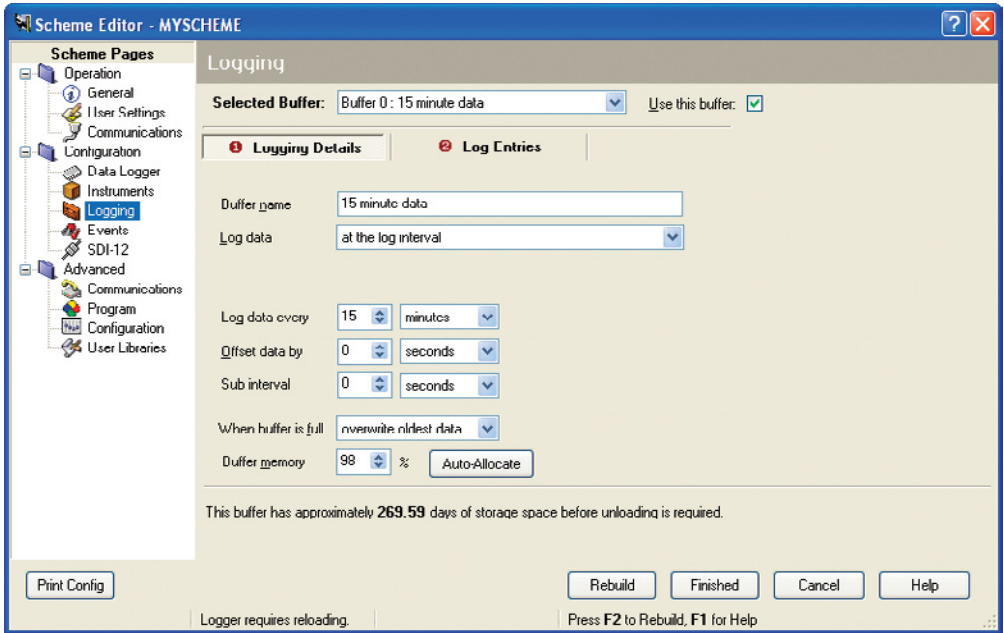 Scheme Editor - MYSCHEME
Scheme Pages
Operation
General
User Settings
Communications
Configuration
Data Logger
Instruments
Logging
Events
SDI-12
Advanced
Communications
Program
Configuration
User Libraries
Logging
Selected Buffer: Buffer 0 : 15 minute data Use this buffer:
1 Logging Details 2 Log Entries
Buffer name 15 minute data
Log data at the log interval
Log data every 15 minutes
Offset data by 0 seconds
Sub interval 0 seconds
When buffer is full overwrite oldest data
Buffer memory 98 % Auto-Allocate
This buffer has approximately 269.59 days of storage space before unloading is required.
Print Config Rebuild Finished Cancel Help
Logger requires reloading. Press F2 to Rebuild, F1 for Help